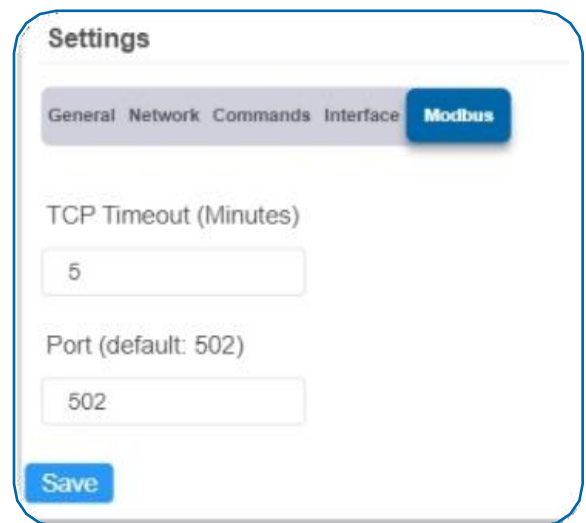 Settings
General Network Commands Interface Modbus
TCP Timeout (Minutes)
5
Port (default: 502)
502
Save